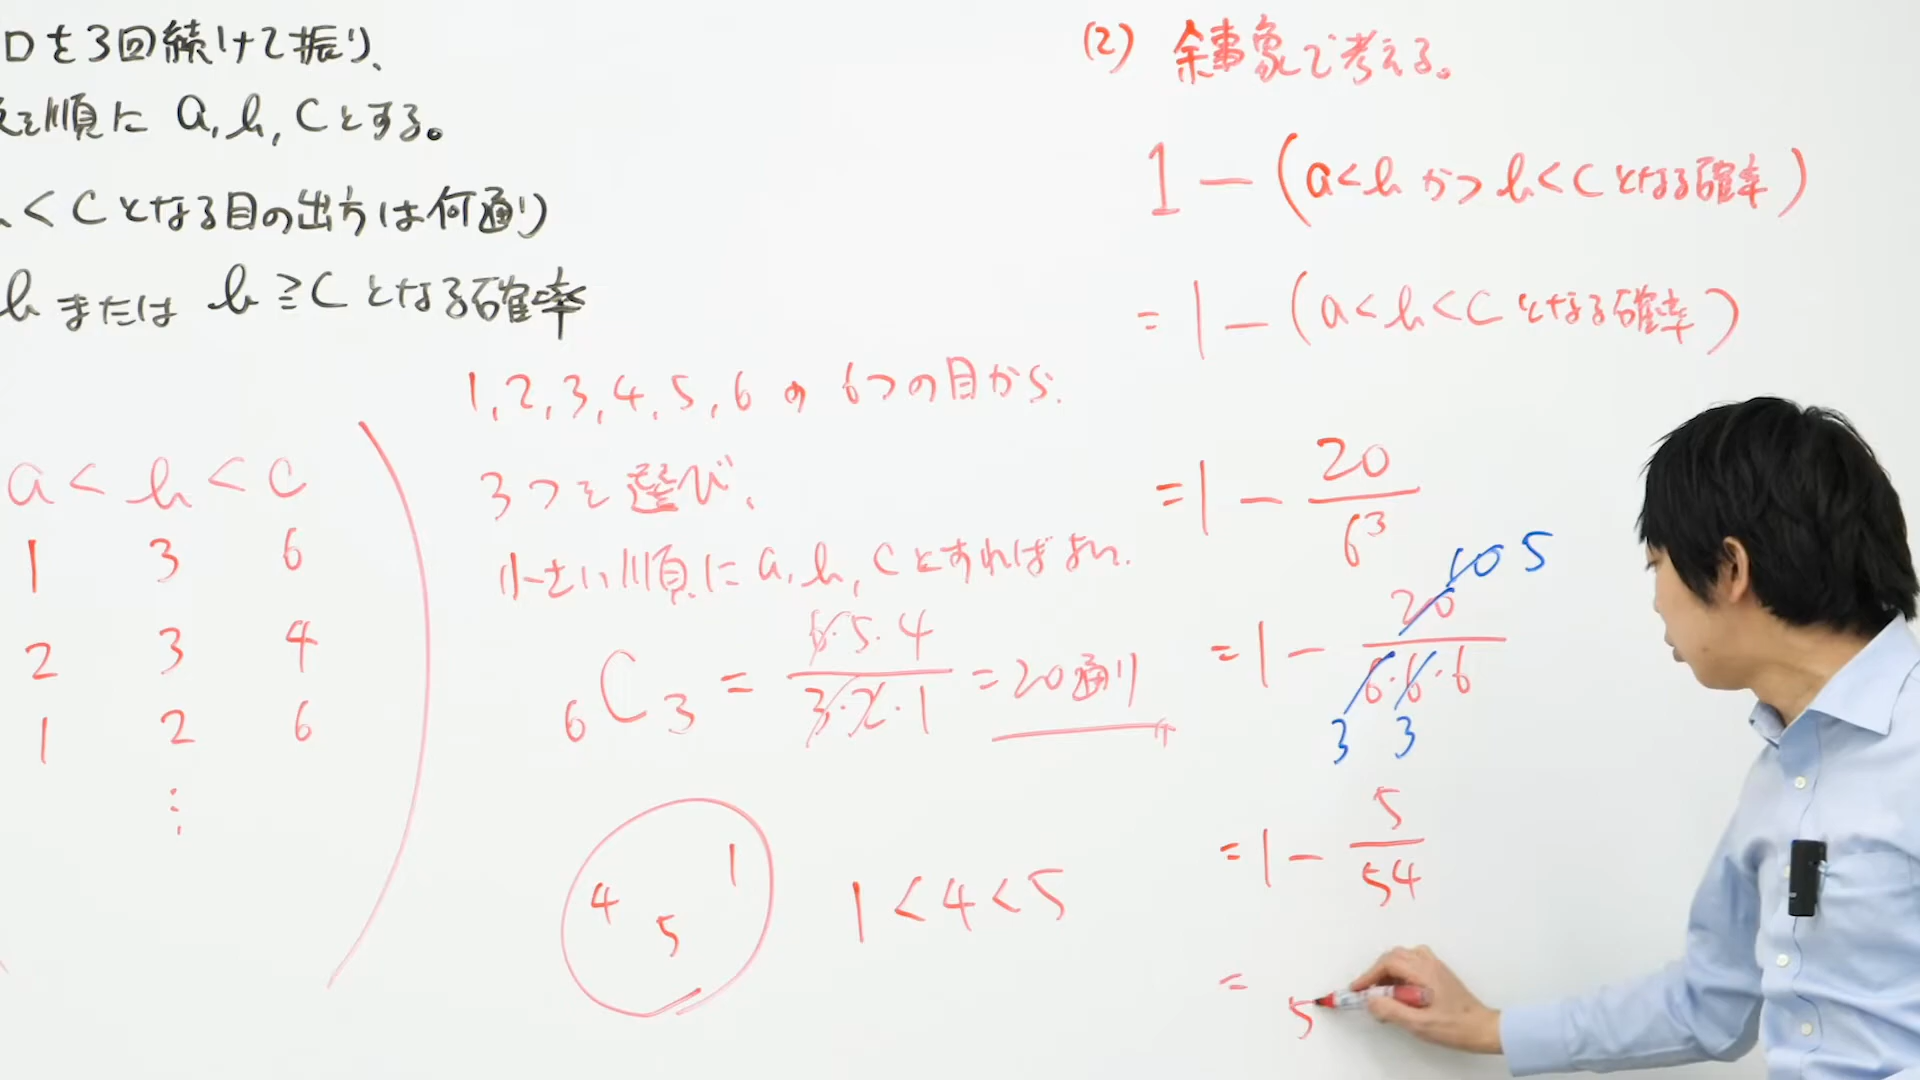 ロを3回続けて振り、
を順に a, b, cとする。
< cとなる目の出方は何通り
b または b ≧ c となる確率
a < b < c
1 3 6
2 3 4
1 2 6
⋮
1, 2, 3, 4, 5, 6 の 6つの目から、
3つを選び、
小さい順に a, b, c とすればよい.
₆C₃ = 6・5・4 / 3・2・1 = 20通り
4 5 1
1 < 4 < 5
(2) 余事象で考える。
1 − (a<b かつ b<c となる確率)
= 1 − (a<b<c となる確率)
= 1 − 20 / 6³
10 5
= 1 − 20 / 6・6・6
3 3
= 1 − 5 / 54
= 5